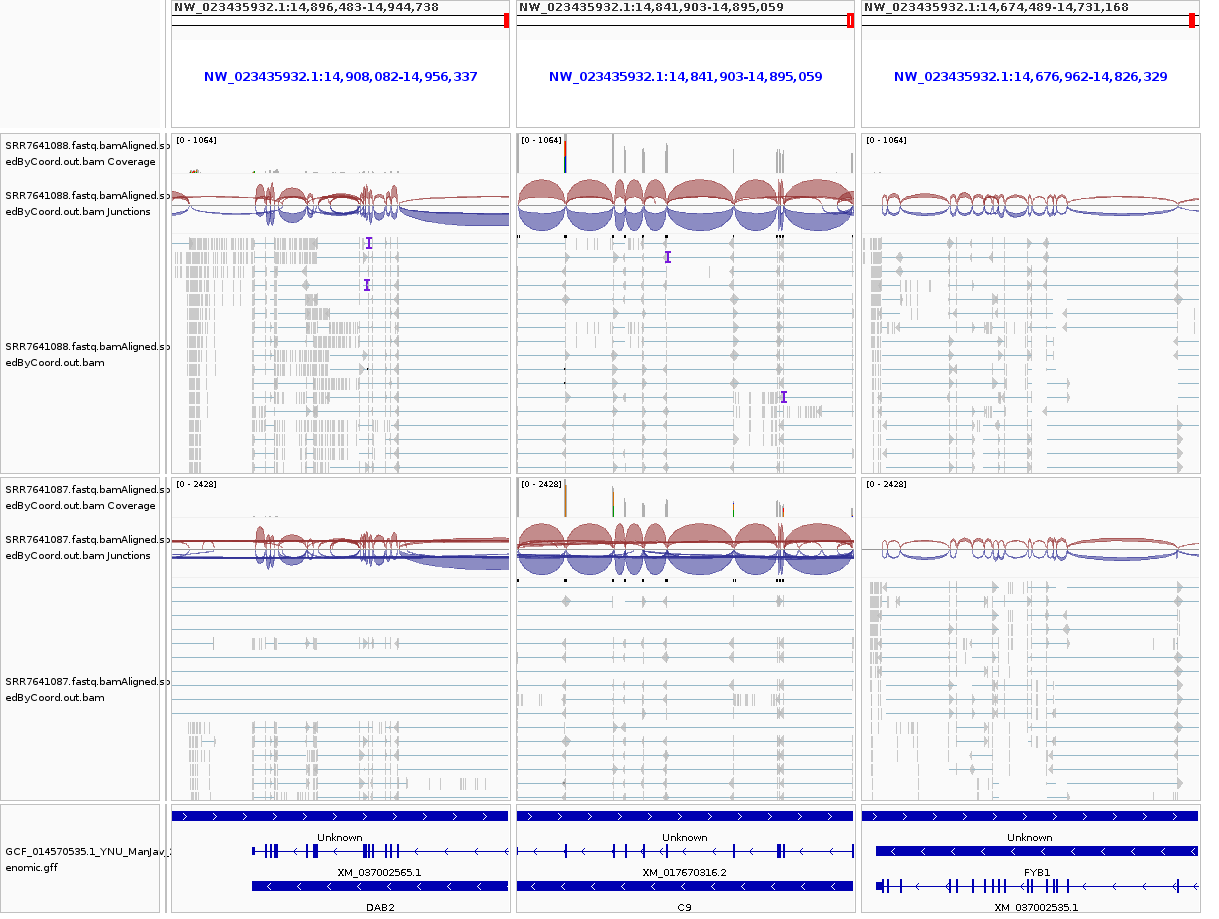 NW_023435932.1:14,896,483-14,944,738
NW_023435932.1:14,841,903-14,895,059
NW_023435932.1:14,674,489-14,731,168
NW_023435932.1:14,908,082-14,956,337
NW_023435932.1:14,841,903-14,895,059
NW_023435932.1:14,676,962-14,826,329
SRR7641088.fastq.bamAligned.so
edByCoord.out.bam Coverage
[0 - 1064]
[0 - 1064]
[0 - 1064]
SRR7641088.fastq.bamAligned.so
edByCoord.out.bam Junctions
SRR7641088.fastq.bamAligned.so
edByCoord.out.bam
SRR7641087.fastq.bamAligned.so
edByCoord.out.bam Coverage
[0 - 2428]
[0 - 2428]
[0 - 2428]
SRR7641087.fastq.bamAligned.so
edByCoord.out.bam Junctions
SRR7641087.fastq.bamAligned.so
edByCoord.out.bam
GCF_014570535.1_YNU_ManJav_
enomic.gff
Unknown
Unknown
Unknown
XM_037002565.1
XM_017670316.2
FYB1
DAB2
C9
XM_037002535.1